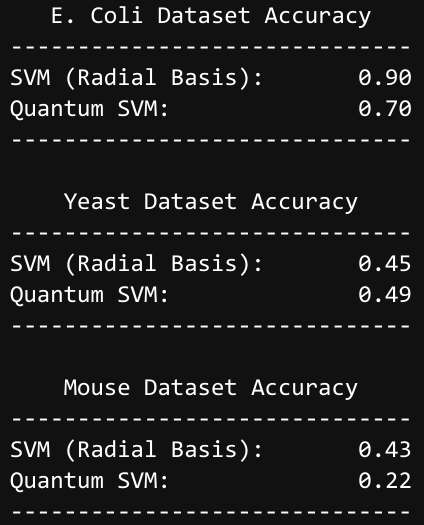 E. Coli Dataset Accuracy
------------------------------
SVM (Radial Basis): 0.90
Quantum SVM: 0.70
------------------------------
Yeast Dataset Accuracy
------------------------------
SVM (Radial Basis): 0.45
Quantum SVM: 0.49
------------------------------
Mouse Dataset Accuracy
------------------------------
SVM (Radial Basis): 0.43
Quantum SVM: 0.22
------------------------------